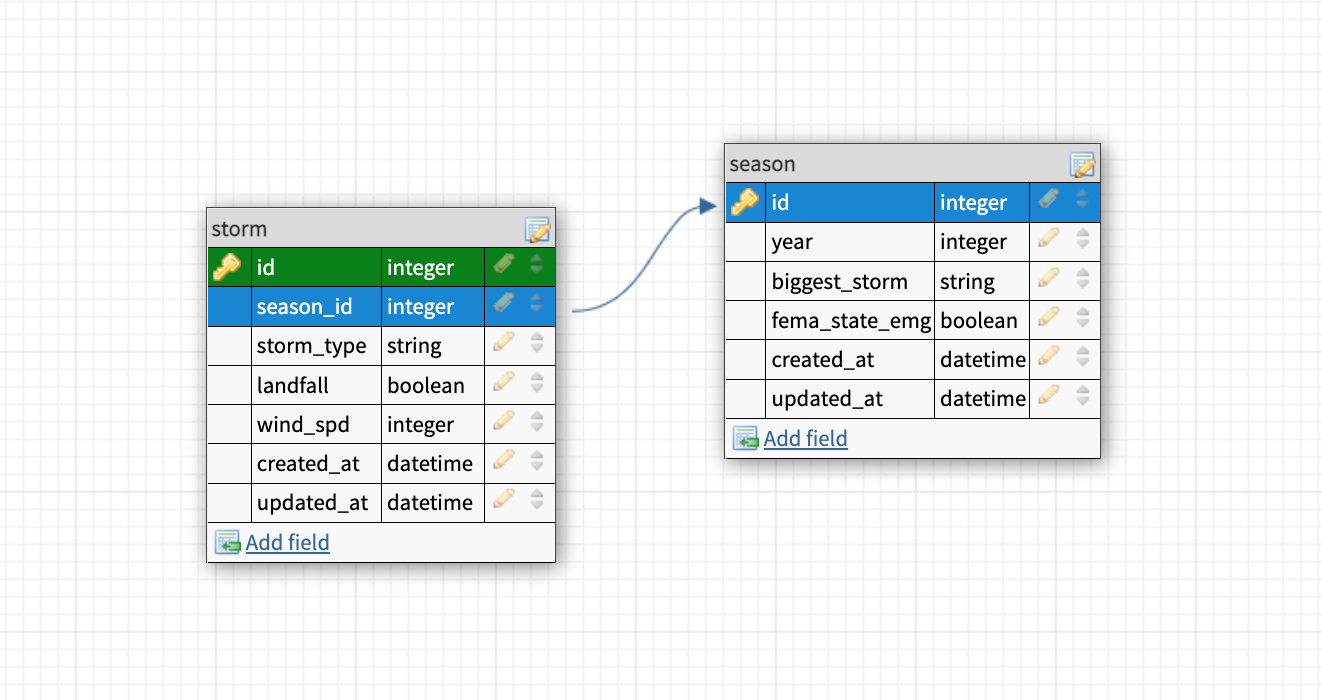 storm
id integer
season_id integer
storm_type string
landfall boolean
wind_spd integer
created_at datetime
updated_at datetime
Add field
season
id integer
year integer
biggest_storm string
fema_state_emg boolean
created_at datetime
updated_at datetime
Add field